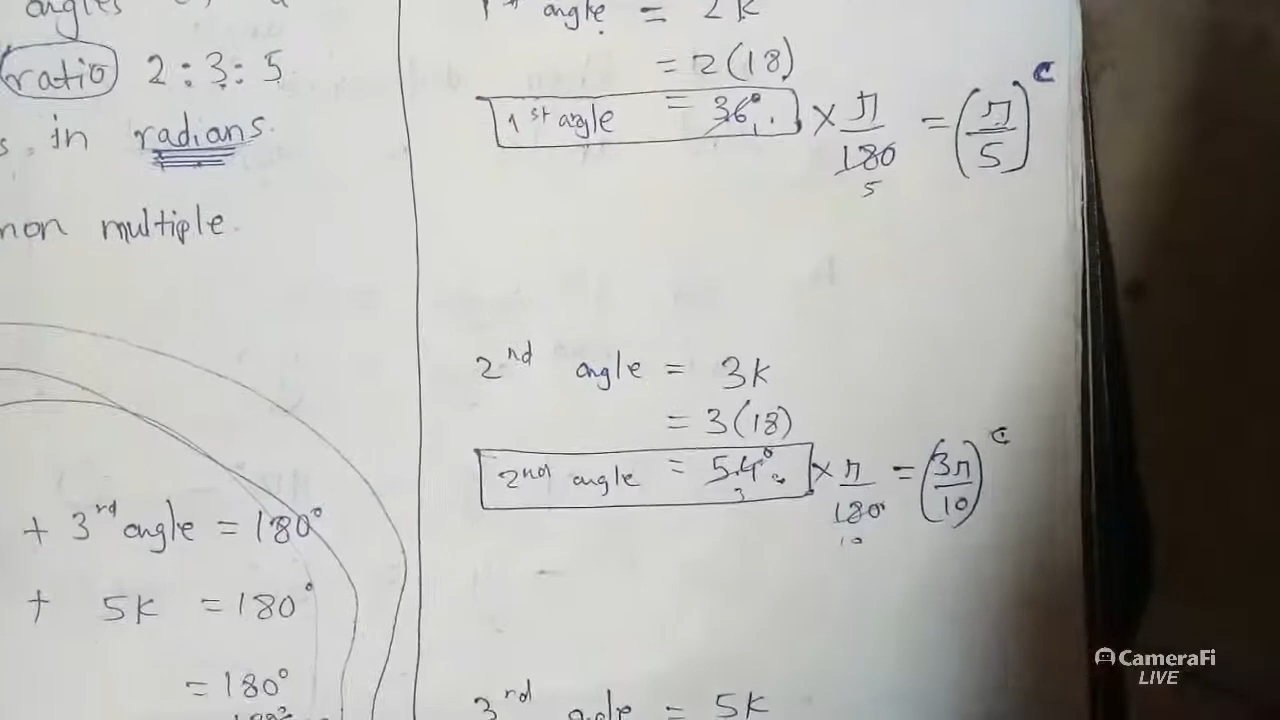 angles
ratio 2:3:5
s. in radians.
mon multiple.
+ 3rd angle = 180°
+ 5k = 180°
= 180°
1st angle = 2k
= 2(18)
1st angle = 36° × π/180 = (π/5)^c
5
2nd angle = 3k
= 3(18)
2nd angle = 54° × π/180 = (3π/10)^c
3 10
3rd angle = 5k
CameraFi
LIVE